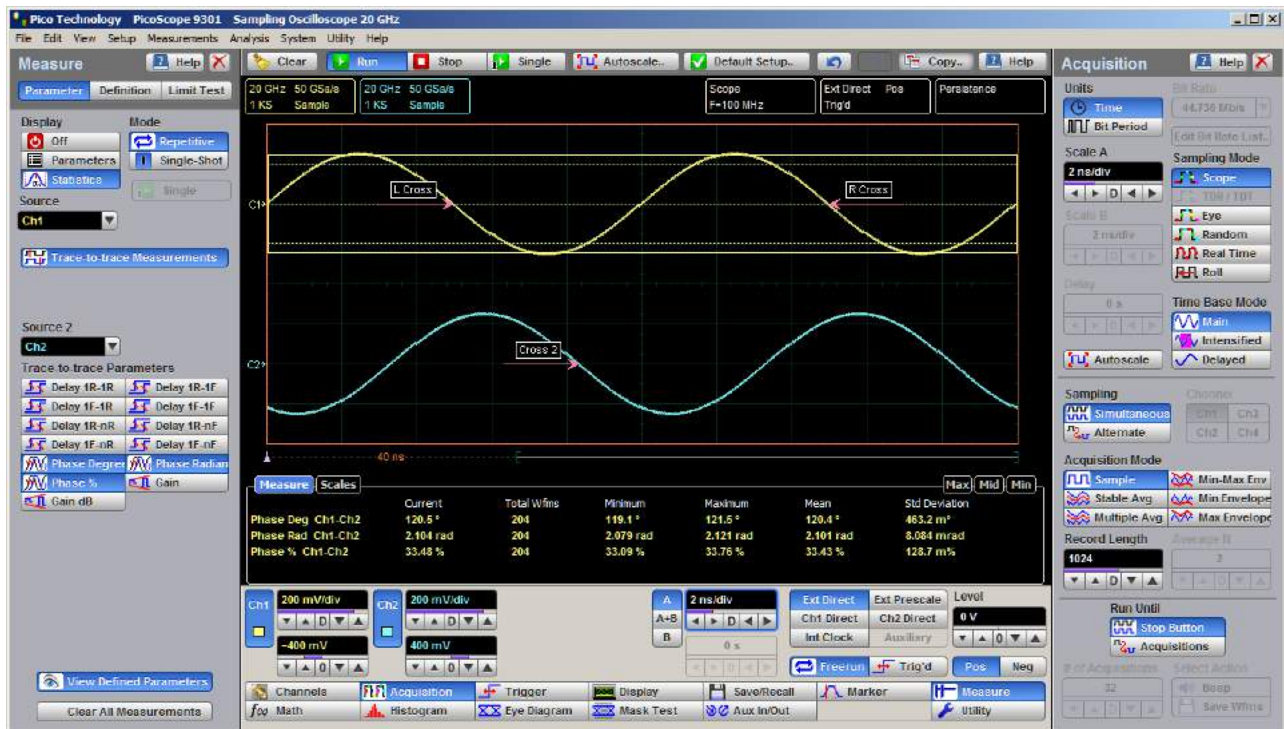 Pico Technology PicoScope 9301 Sampling Oscilloscope 20 GHz
File Edit View Setup Measurements Analysis System Utility Help
Measure Help
Parameter Definition Limit Test
Display Mode
Off Repetitive
Parameters Single-Shot
Statistics Single
Source
Ch1
Trace-to-trace Measurements
Source 2
Ch2
Trace-to-trace Parameters
Delay 1R-1R Delay 1R-1F
Delay 1F-1R Delay 1F-1F
Delay 1R-nR Delay 1R-nF
Delay 1F-nR Delay 1F-nF
Phase Degree Phase Radian
Phase % Gain
Gain dB
View Defined Parameters
Clear All Measurements
Clear Run Stop Single Autoscale.. Default Setup.. Copy.. Help
20 GHz 50 GSa/s 20 GHz 50 GSa/s Scope Ext Direct Pos Persistence
1 KS Sample 1 KS Sample F=100 MHz Trig'd
L Cross R Cross
C1
Cross 2
C2
40 ns
Measure Scales Max Mid Min
Current Total Wfms Minimum Maximum Mean Std Deviation
Phase Deg Ch1-Ch2 120.5 ° 204 119.1 ° 121.5 ° 120.4 ° 463.2 m°
Phase Rad Ch1-Ch2 2.104 rad 204 2.079 rad 2.121 rad 2.101 rad 8.084 mrad
Phase % Ch1-Ch2 33.48 % 204 33.09 % 33.76 % 33.43 % 128.7 m%
Ch1 200 mV/div Ch2 200 mV/div A 2 ns/div Ext Direct Ext Prescale Level
D D A+B D Ch1 Direct Ch2 Direct 0 V
-400 mV 400 mV B 0 s Int Clock Auxiliary 0
0 0 Freerun Trig'd Pos Neg
Channels Acquisition Trigger Display Save/Recall Marker Measure
f(x) Math Histogram Eye Diagram Mask Test Aux In/Out Utility
Acquisition Help
Units Bit Rate
Time 44.736 Mb/s
Bit Period Edit Bit Rate List..
Scale A Sampling Mode
2 ns/div Scope
D TDR / TDT
Scale B Eye
2 ns/div Random
Real Time
Roll
Delay
0 s Time Base Mode
Main
Intensified
Autoscale Delayed
Sampling Channel
Simultaneous Ch1 Ch3
Alternate Ch2 Ch4
Acquisition Mode
Sample Min-Max Env
Stable Avg Min Envelope
Multiple Avg Max Envelope
Record Length Average N
1024 2
D D
Run Until
Stop Button
Acquisitions
# of Acquisitions Select Action
32 Beep
Save Wfms